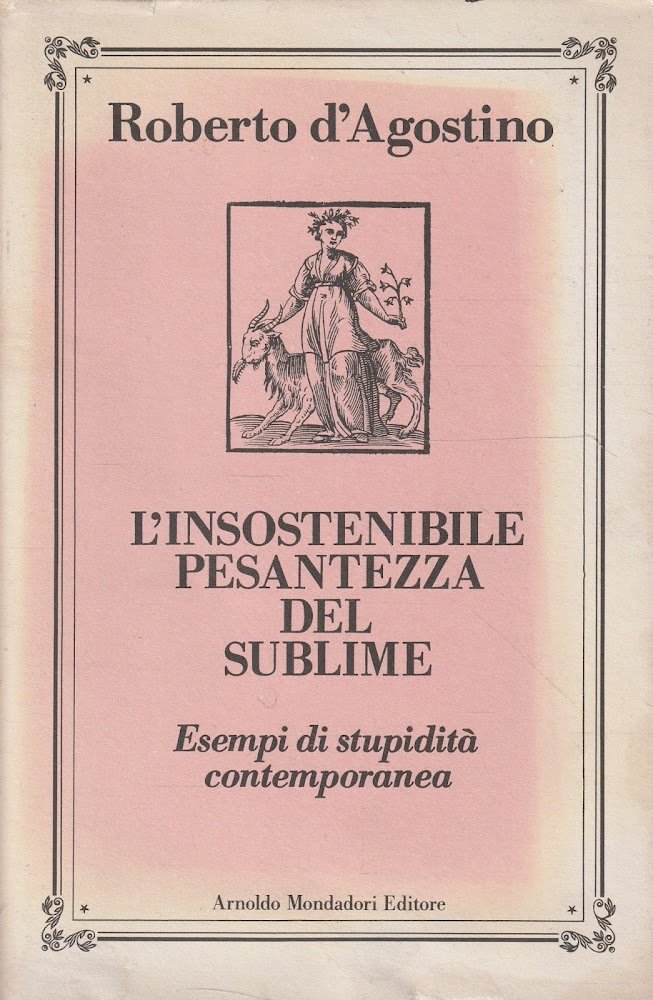 Roberto d'Agostino
L'INSOSTENIBILE
PESANTEZZA
DEL
SUBLIME
Esempi di stupidità
contemporanea
Arnoldo Mondadori Editore